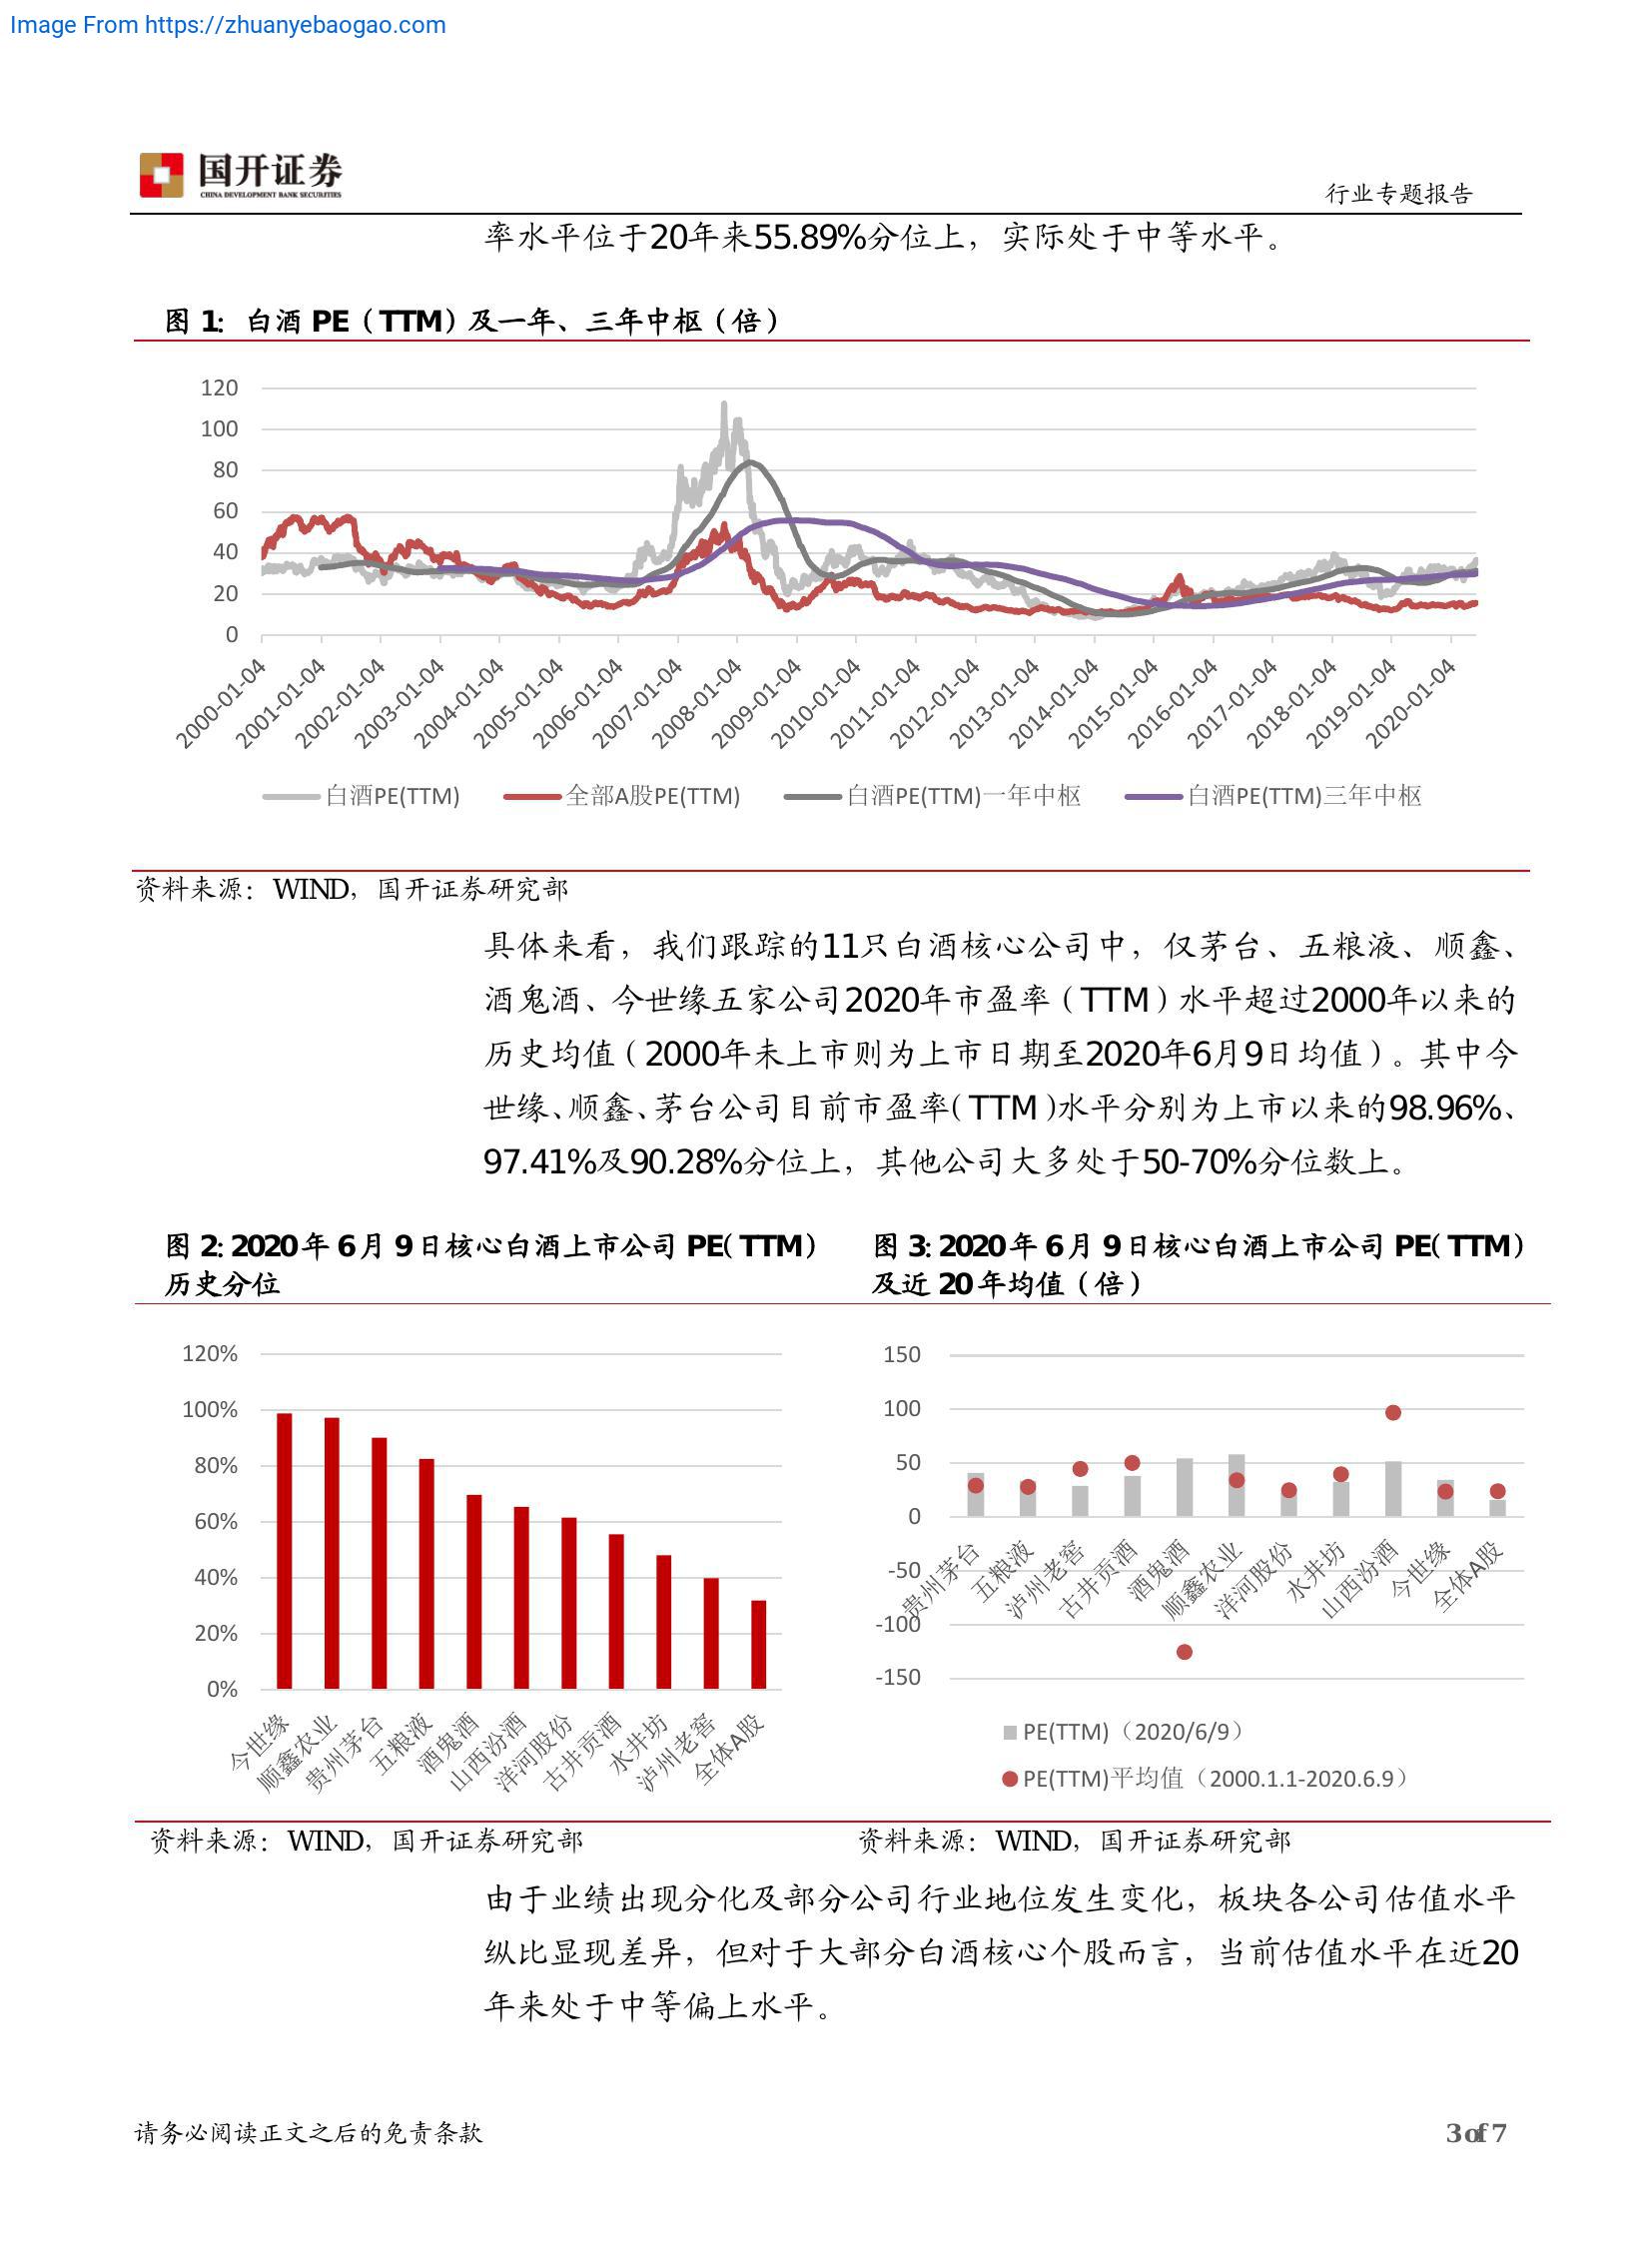 Image From https://zhuanyebaogao.com
国开证券
CHINA DEVELOPMENT BANK SECURITIES
行业专题报告
率水平位于20年来55.89%分位上，实际处于中等水平。
图 1：白酒 PE（TTM）及一年、三年中枢（倍）
120
100
80
60
40
20
0
2000-01-04
2001-01-04
2002-01-04
2003-01-04
2004-01-04
2005-01-04
2006-01-04
2007-01-04
2008-01-04
2009-01-04
2010-01-04
2011-01-04
2012-01-04
2013-01-04
2014-01-04
2015-01-04
2016-01-04
2017-01-04
2018-01-04
2019-01-04
2020-01-04
白酒PE(TTM) 全部A股PE(TTM) 白酒PE(TTM)一年中枢 白酒PE(TTM)三年中枢
资料来源：WIND，国开证券研究部
具体来看，我们跟踪的11只白酒核心公司中，仅茅台、五粮液、顺鑫、
酒鬼酒、今世缘五家公司2020年市盈率（TTM）水平超过2000年以来的
历史均值（2000年未上市则为上市日期至2020年6月9日均值）。其中今
世缘、顺鑫、茅台公司目前市盈率(TTM)水平分别为上市以来的98.96%、
97.41%及90.28%分位上，其他公司大多处于50-70%分位数上。
图 2: 2020 年 6 月 9 日核心白酒上市公司 PE(TTM)
历史分位
120%
100%
80%
60%
40%
20%
0%
今世缘
顺鑫农业
贵州茅台
五粮液
酒鬼酒
山西汾酒
洋河股份
古井贡酒
水井坊
泸州老窖
全体A股
资料来源：WIND，国开证券研究部
图 3: 2020 年 6 月 9 日核心白酒上市公司 PE(TTM)
及近 20 年均值（倍）
150
100
50
0
-50
-100
-150
贵州茅台
五粮液
泸州老窖
古井贡酒
酒鬼酒
顺鑫农业
洋河股份
水井坊
山西汾酒
今世缘
全体A股
PE(TTM)（2020/6/9）
PE(TTM)平均值（2000.1.1-2020.6.9）
资料来源：WIND，国开证券研究部
由于业绩出现分化及部分公司行业地位发生变化，板块各公司估值水平
纵比显现差异，但对于大部分白酒核心个股而言，当前估值水平在近20
年来处于中等偏上水平。
请务必阅读正文之后的免责条款
3 of 7